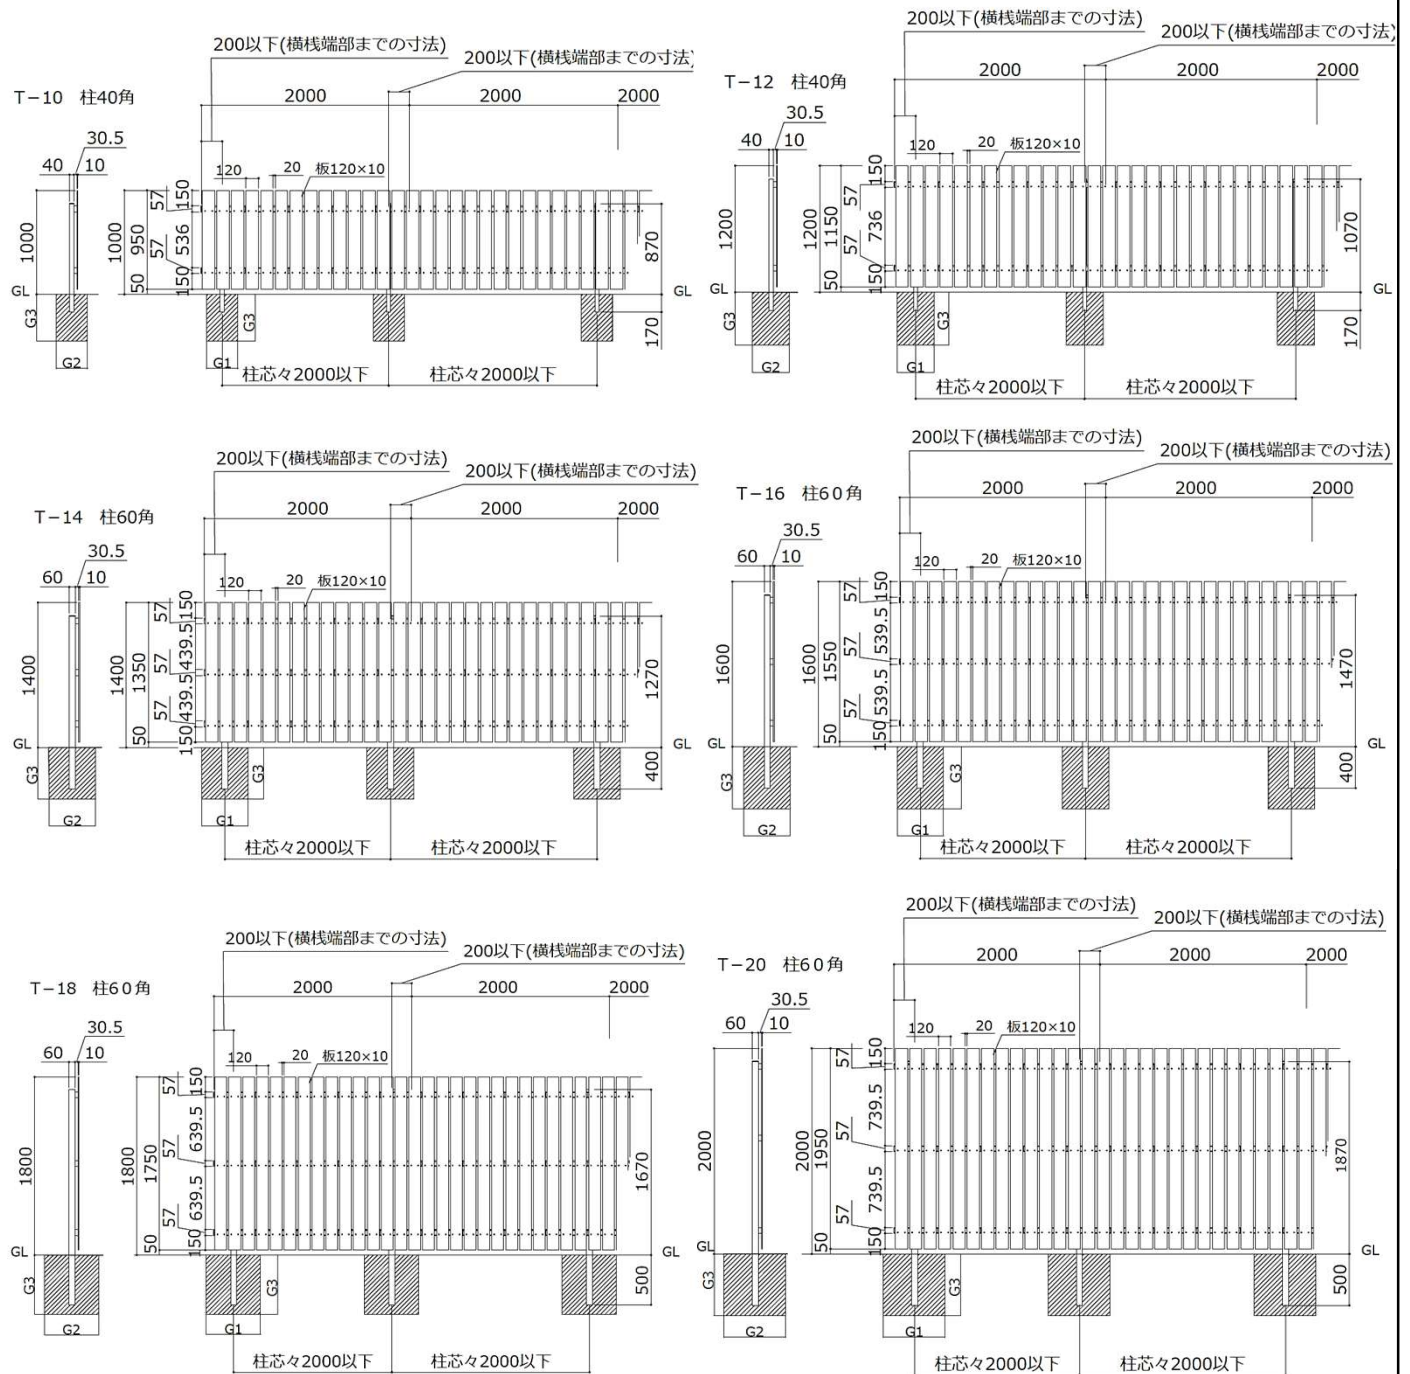 200以下(横桟端部までの寸法)
200以下(横桟端部までの寸法)
T－10 柱40角
2000
2000
2000
30.5
40
10
120
20
板120×10
1000
1000
950
50
57
150
536
57
150
870
GL
GL
G3
G3
170
G2
G1
柱芯々2000以下
柱芯々2000以下
200以下(横桟端部までの寸法)
200以下(横桟端部までの寸法)
T－12 柱40角
2000
2000
2000
30.5
40
10
120
20
板120×10
1200
1200
1150
50
57
150
736
57
150
1070
GL
G3
G3
170
G2
G1
柱芯々2000以下
柱芯々2000以下
200以下(横桟端部までの寸法)
200以下(横桟端部までの寸法)
T－14 柱60角
2000
2000
2000
30.5
60
10
120
20
板120×10
1400
1400
1350
50
57
150
439.5
57
439.5
57
150
1270
GL
GL
G3
G3
400
G2
G1
柱芯々2000以下
柱芯々2000以下
200以下(横桟端部までの寸法)
200以下(横桟端部までの寸法)
T－16 柱6０角
2000
2000
2000
30.5
60
10
120
20
板120×10
1600
1600
1550
50
57
150
539.5
57
539.5
57
150
1470
GL
GL
G3
G3
400
G2
G1
柱芯々2000以下
柱芯々2000以下
200以下(横桟端部までの寸法)
200以下(横桟端部までの寸法)
T－18 柱6０角
2000
2000
2000
30.5
60
10
120
20
板120×10
1800
1800
1750
50
57
150
639.5
57
639.5
57
150
1670
GL
GL
G3
G3
500
G2
G1
柱芯々2000以下
柱芯々2000以下
200以下(横桟端部までの寸法)
200以下(横桟端部までの寸法)
T－20 柱6０角
2000
2000
2000
30.5
60
10
120
20
板120×10
2000
2000
1950
50
57
150
739.5
57
739.5
57
150
1870
GL
GL
G3
G3
500
G2
G1
柱芯々2000以下
柱芯々2000以下